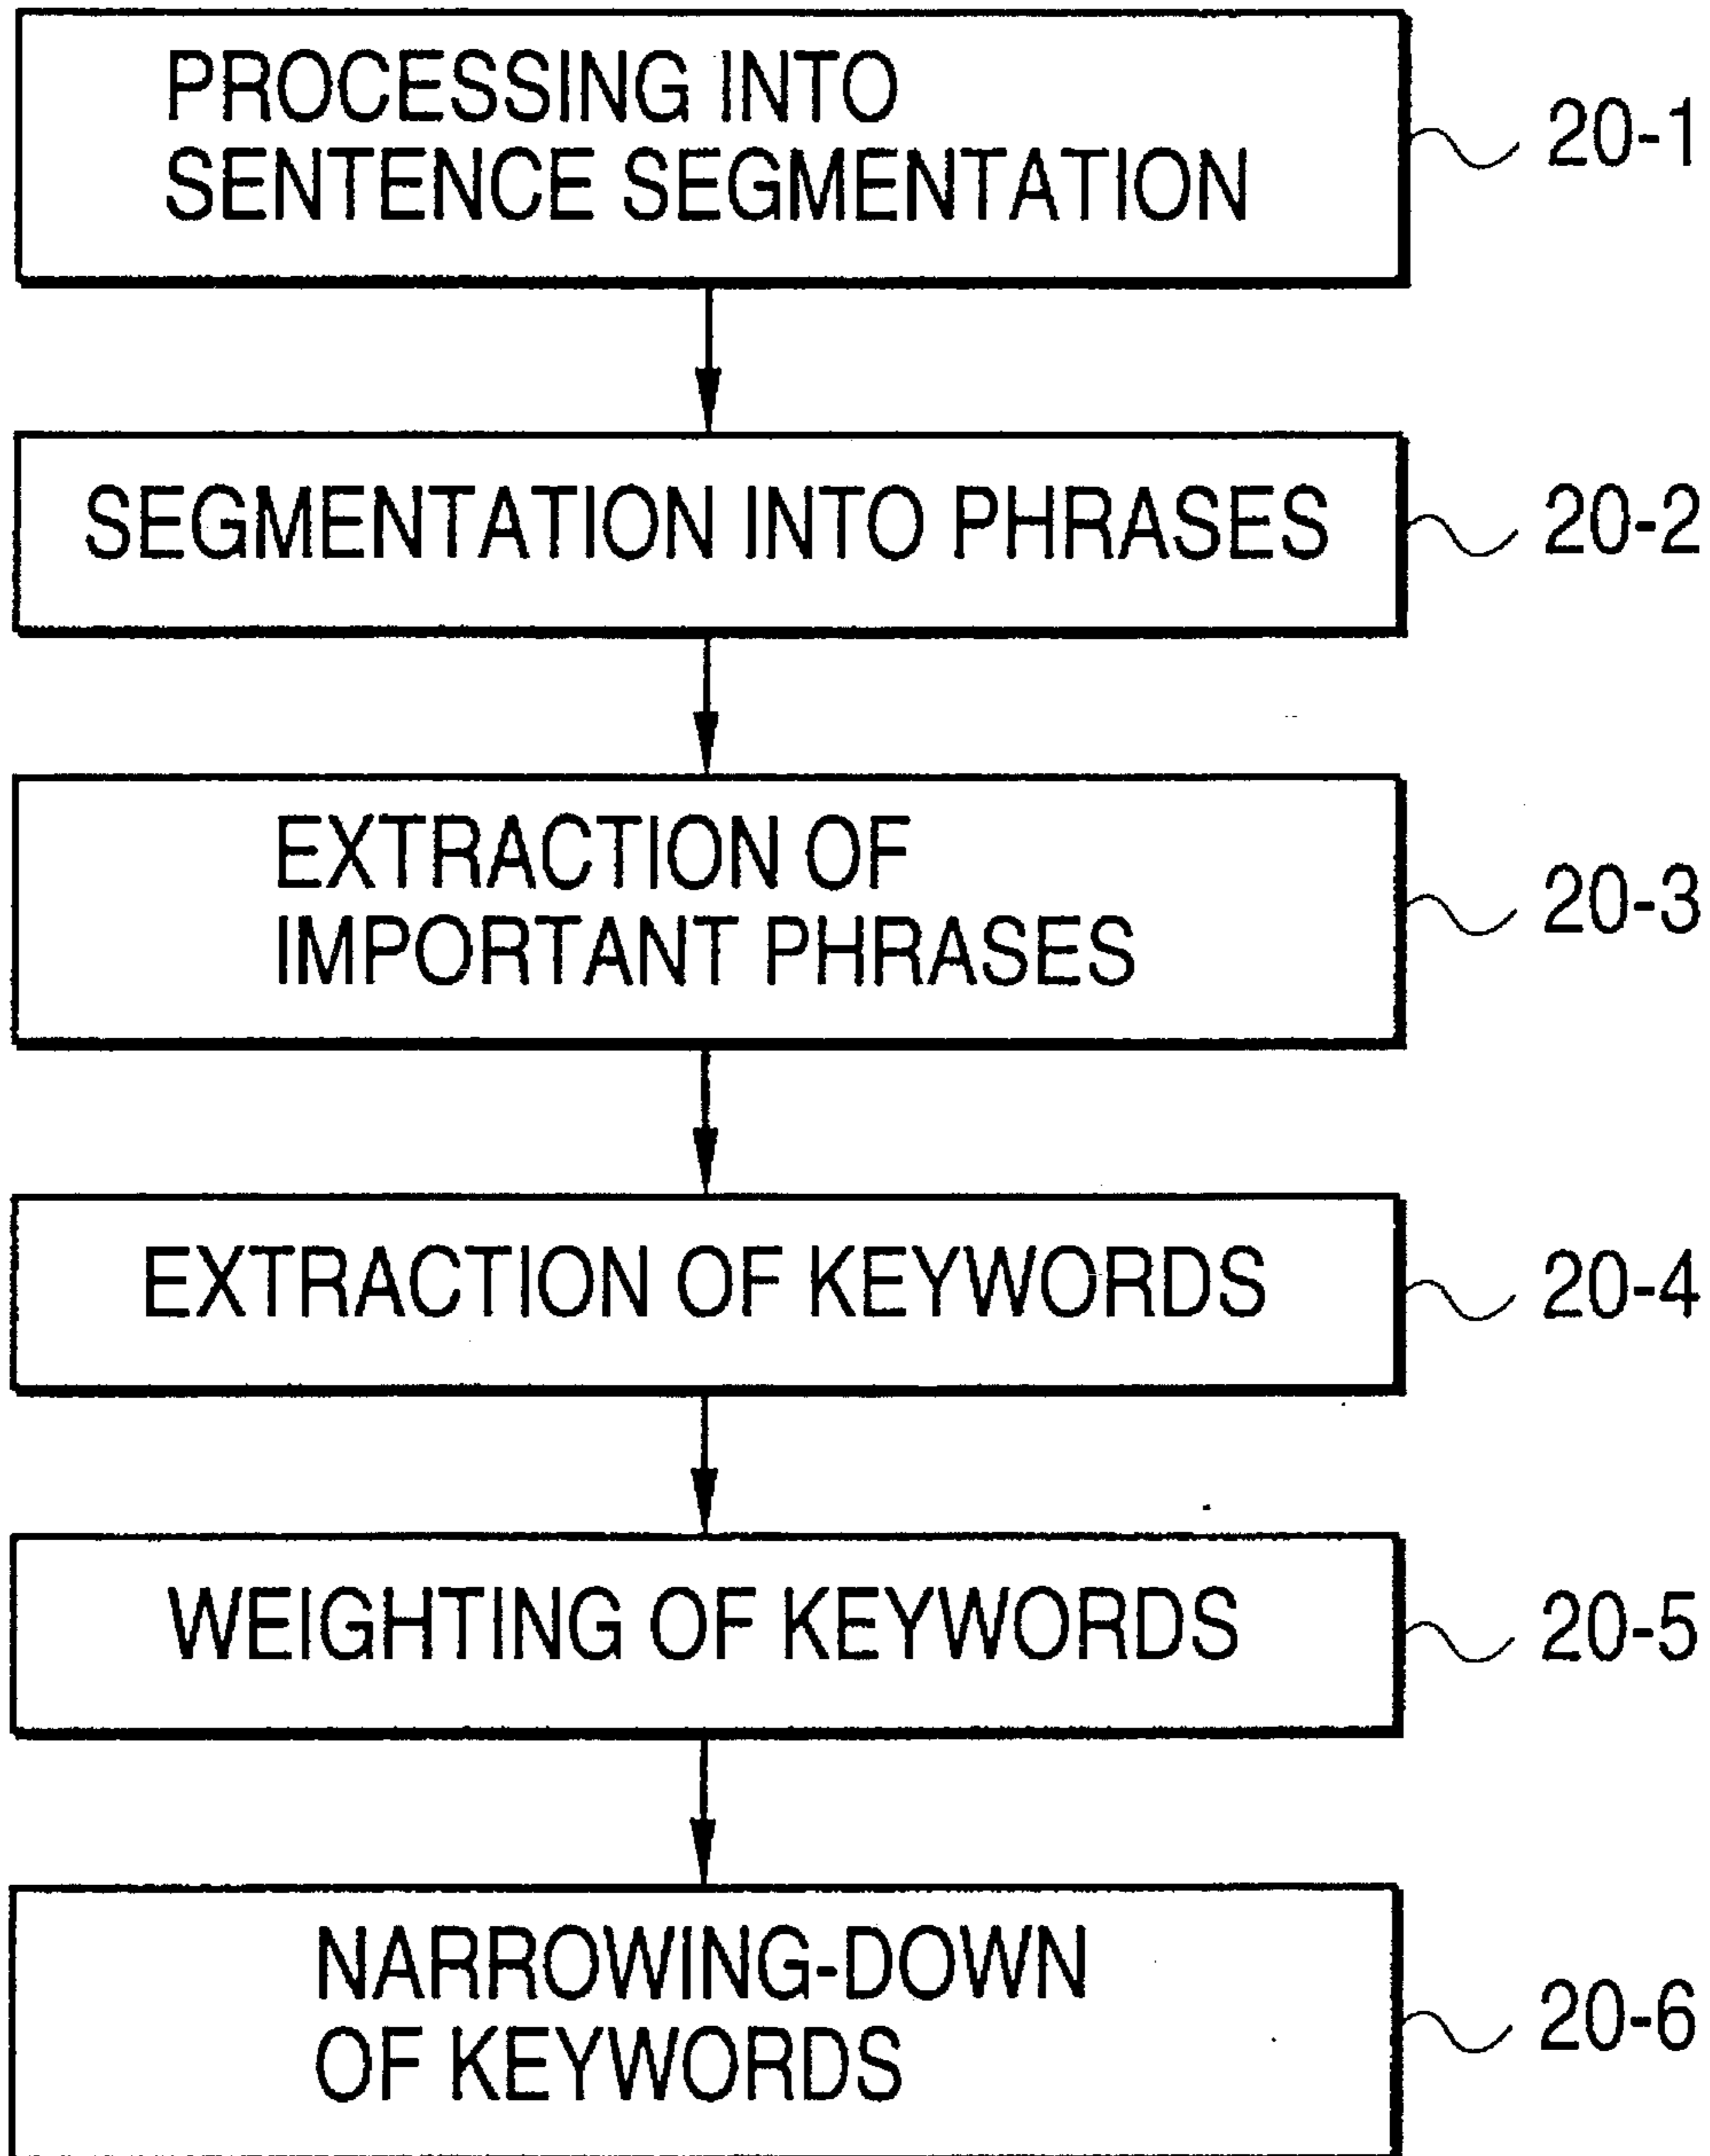 PROCESSING INTO
SENTENCE SEGMENTATION
20-1
SEGMENTATION INTO PHRASES
20-2
EXTRACTION OF
IMPORTANT PHRASES
20-3
EXTRACTION OF KEYWORDS
20-4
WEIGHTING OF KEYWORDS
20-5
NARROWING-DOWN
OF KEYWORDS
20-6